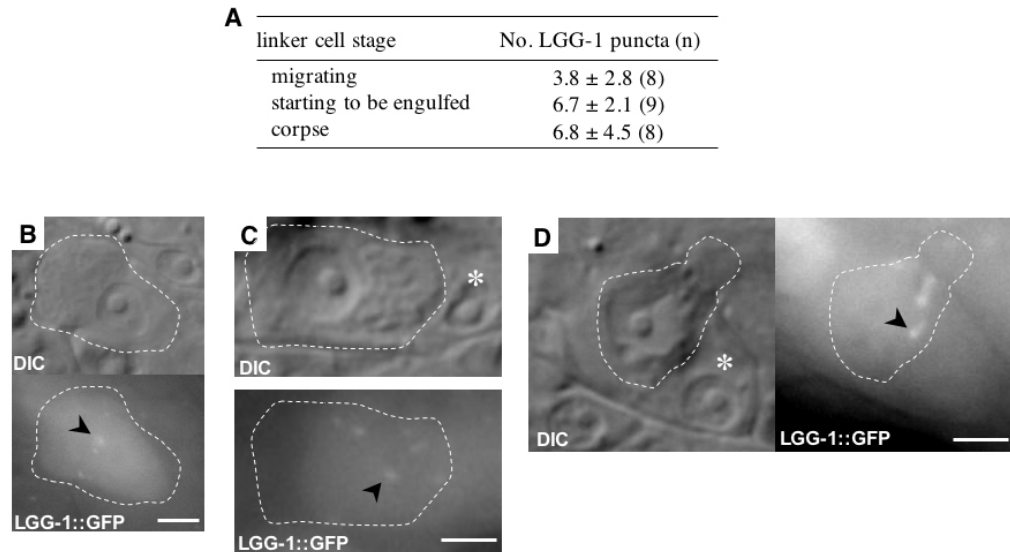 A
linker cell stage No. LGG-1 puncta (n)
migrating 3.8 ± 2.8 (8)
starting to be engulfed 6.7 ± 2.1 (9)
corpse 6.8 ± 4.5 (8)
B
DIC
LGG-1::GFP
C
*
DIC
LGG-1::GFP
D
*
DIC
LGG-1::GFP